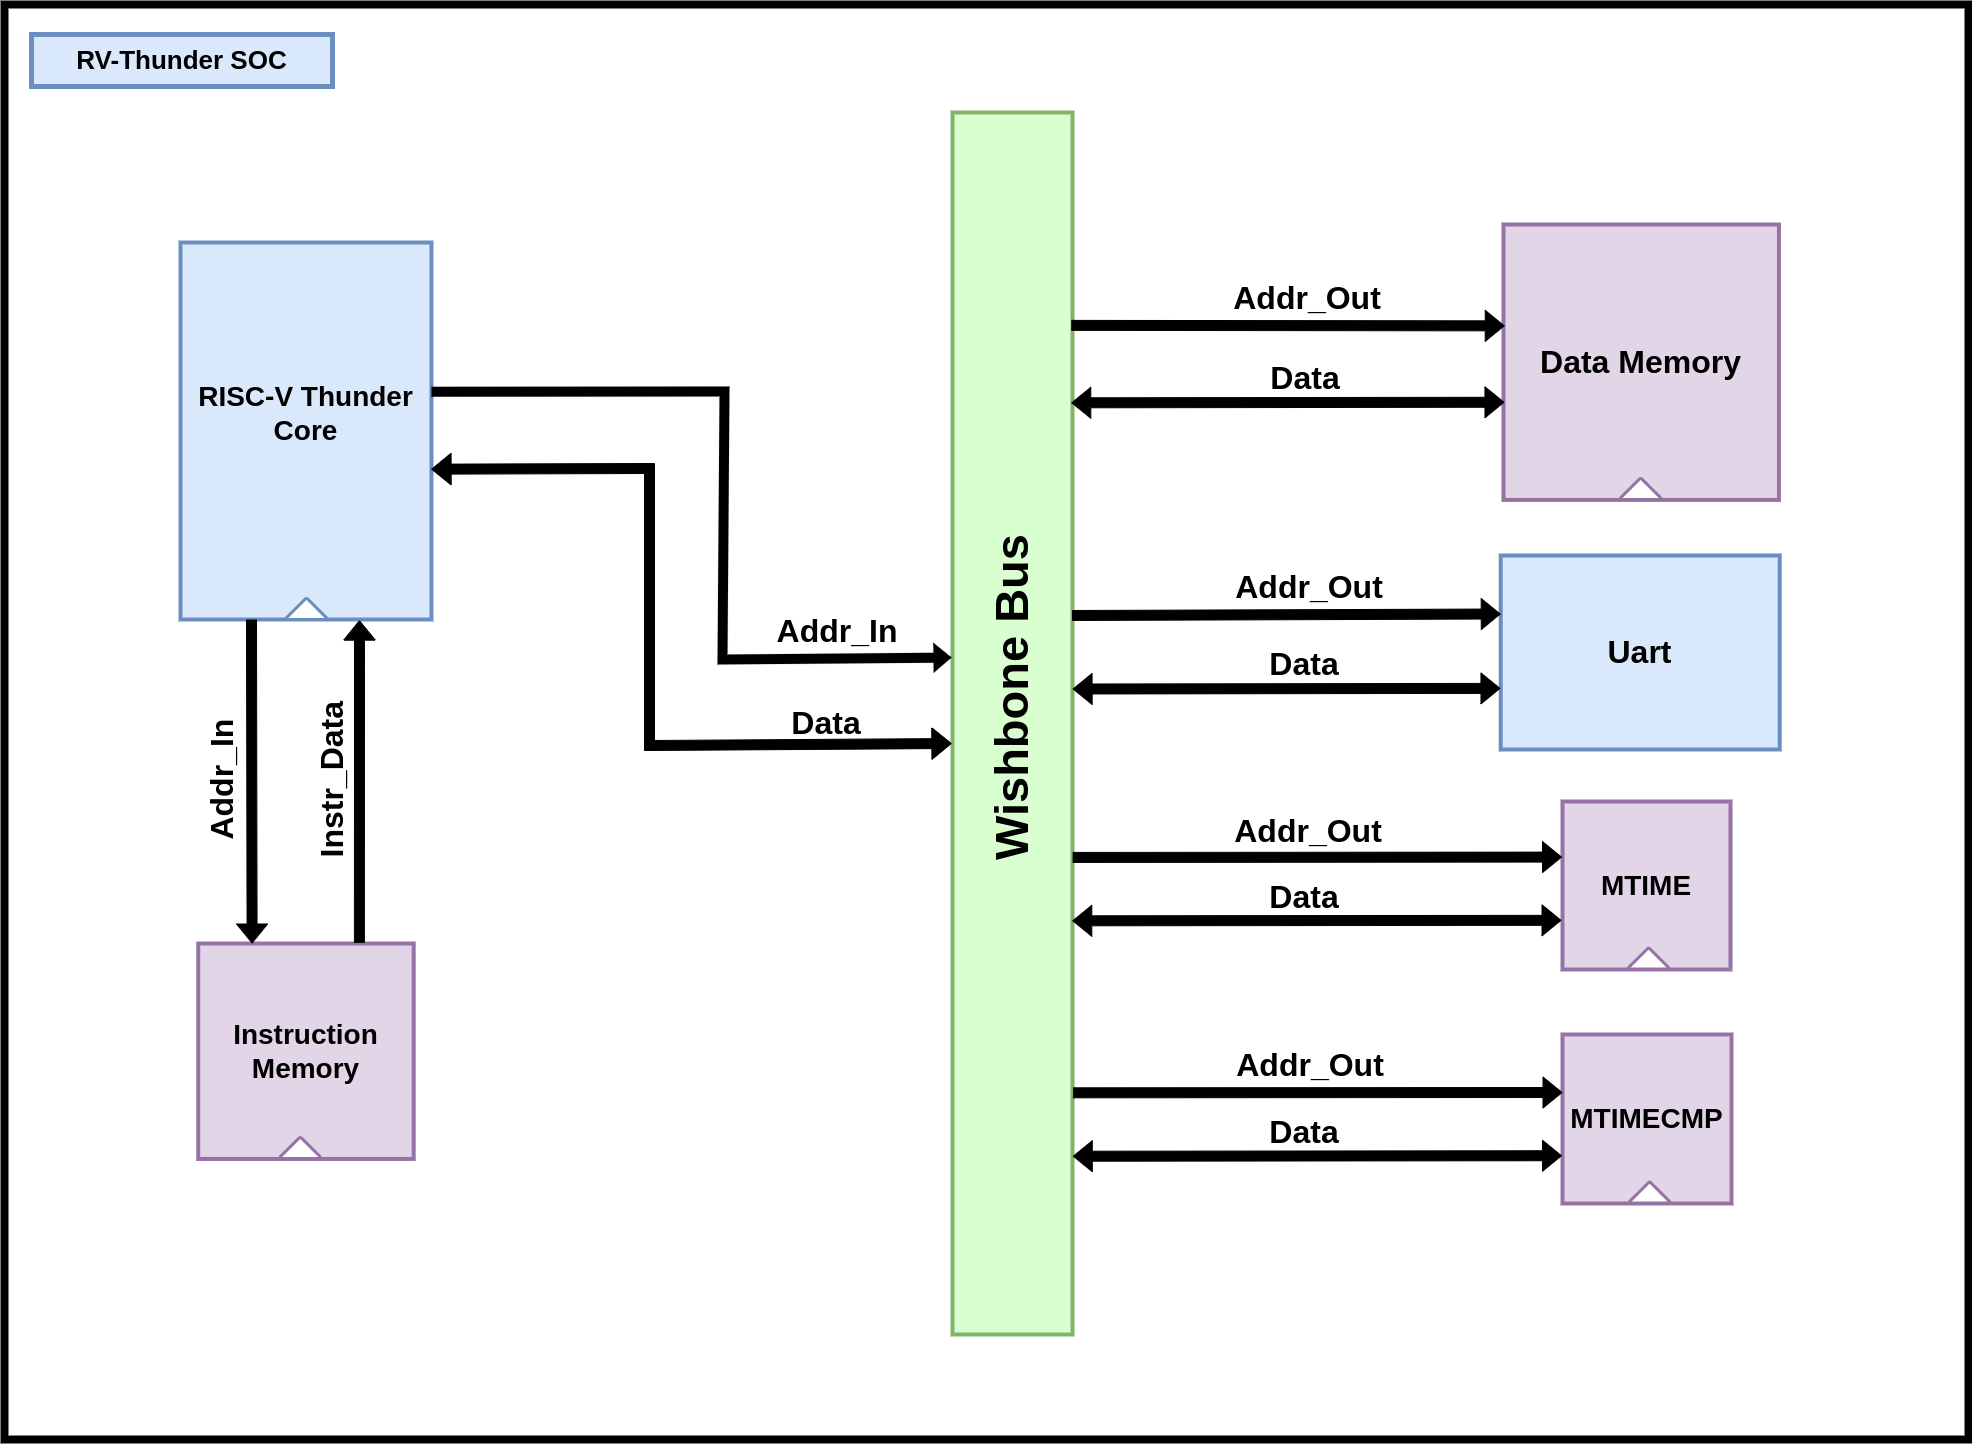 RV-Thunder SOC
RISC-V Thunder
Core
Addr_In
Instr_Data
Instruction
Memory
Addr_In
Data
Wishbone Bus
Addr_Out
Data
Data Memory
Addr_Out
Data
Uart
Addr_Out
Data
MTIME
Addr_Out
Data
MTIMECMP